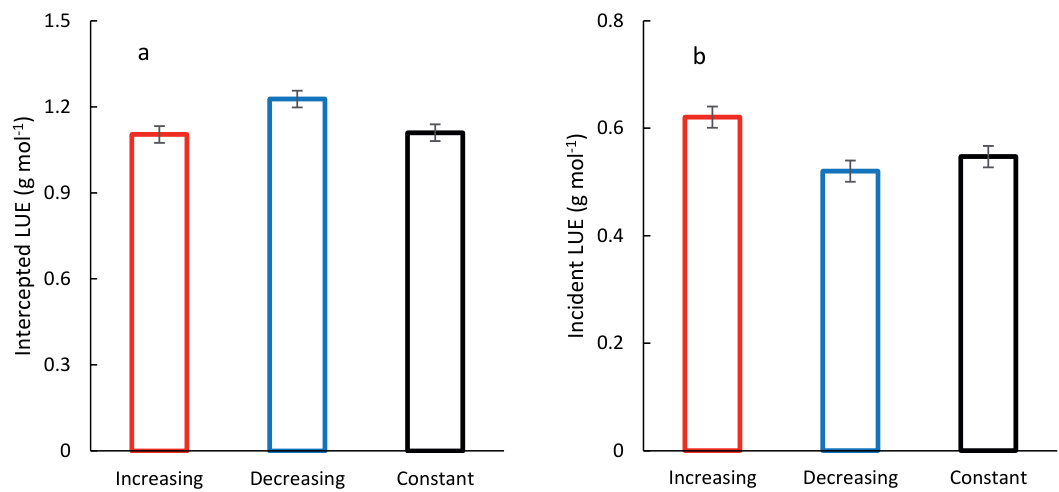 a
Intercepted LUE (g mol-1)
1.5
1.2
0.9
0.6
0.3
0
Increasing Decreasing Constant
b
Incident LUE (g mol-1)
0.8
0.6
0.4
0.2
0
Increasing Decreasing Constant